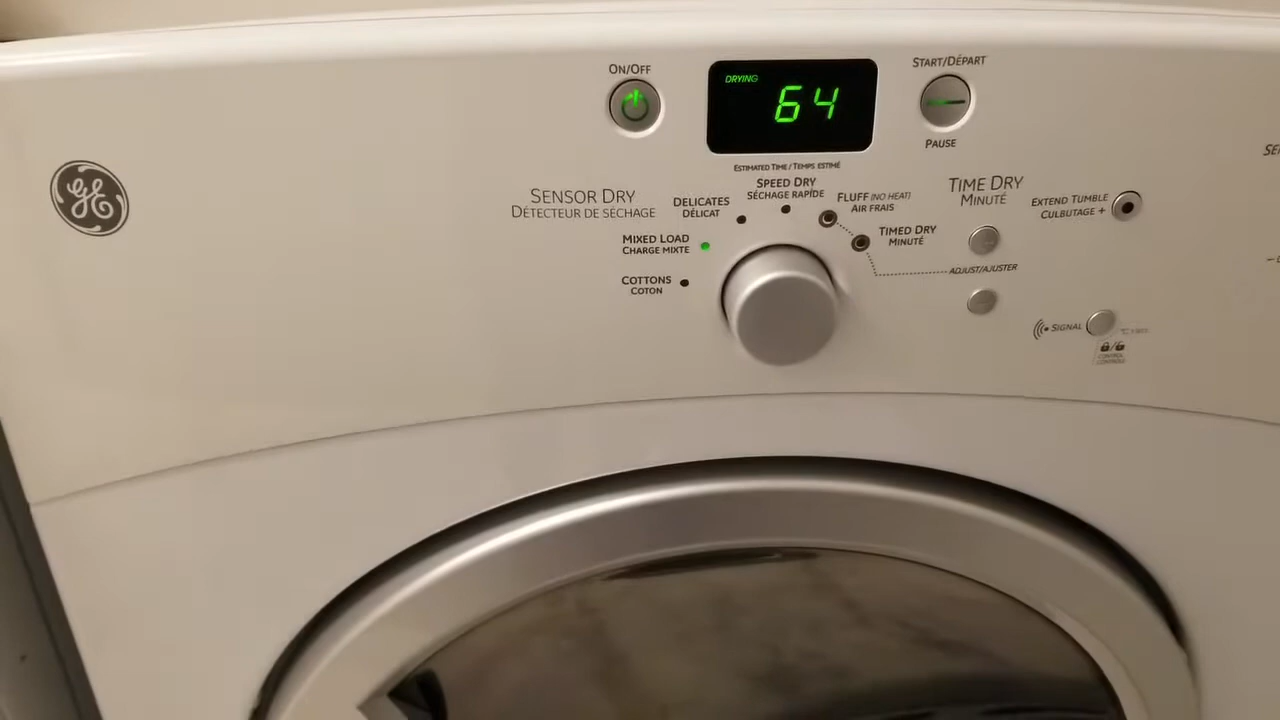 ON/OFF
DRYING
64
START/DÉPART
PAUSE
ESTIMATED TIME / TEMPS ESTIMÉ
GE
SENSOR DRY
DÉTECTEUR DE SÉCHAGE
DELICATES
DÉLICAT
SPEED DRY
SÉCHAGE RAPIDE
FLUFF (NO HEAT)
AIR FRAIS
TIME DRY
MINUTÉ
EXTEND TUMBLE
CULBUTAGE +
MIXED LOAD
CHARGE MIXTE
TIMED DRY
MINUTÉ
COTTONS
COTON
ADJUST/AJUSTER
SIGNAL
CONTROL